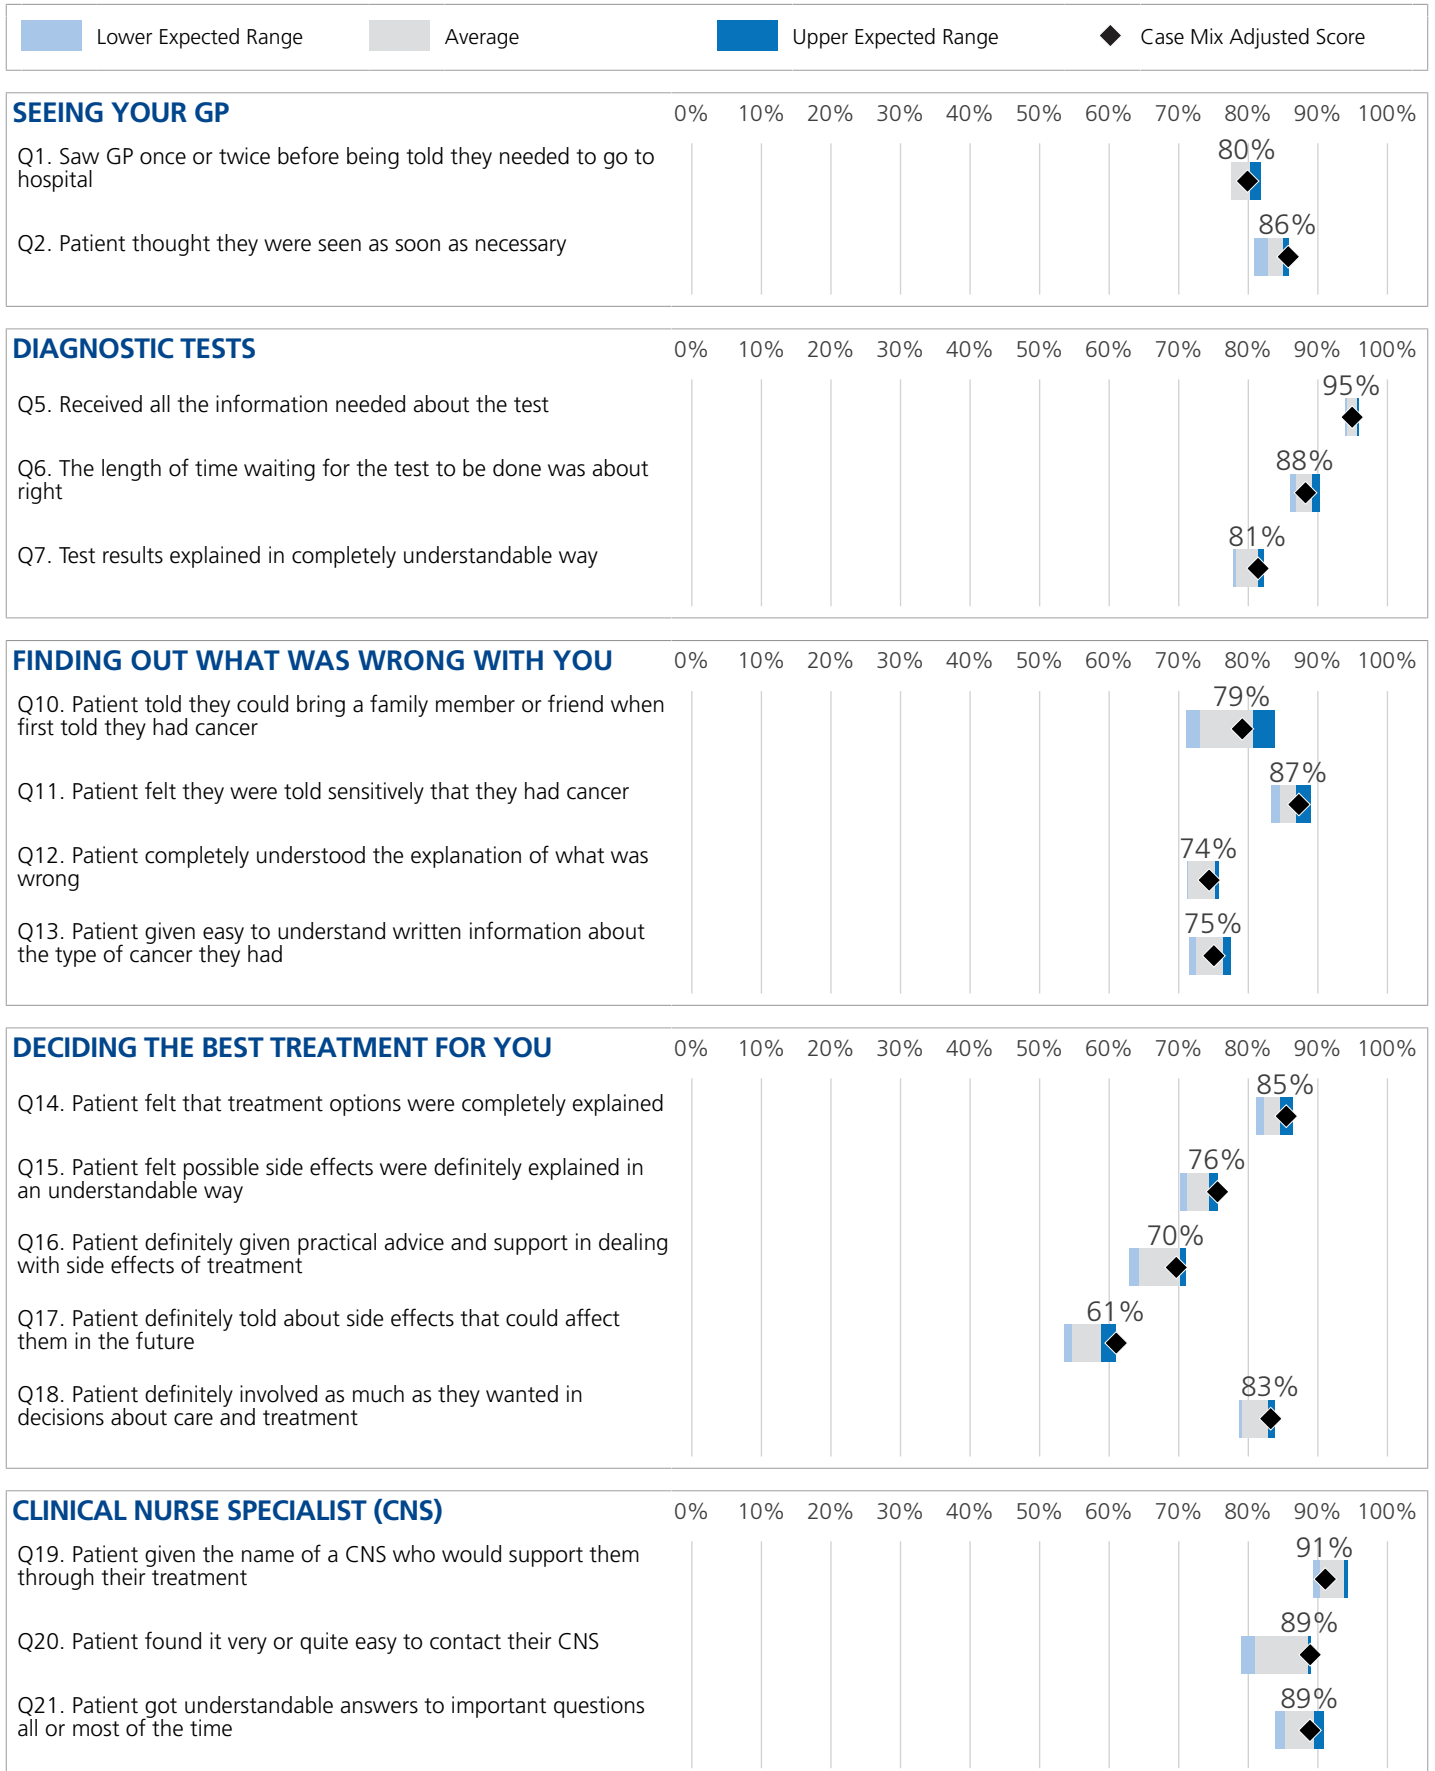 Lower Expected Range Average Upper Expected Range Case Mix Adjusted Score
SEEING YOUR GP 0% 10% 20% 30% 40% 50% 60% 70% 80% 90% 100%
80%
Q1. Saw GP once or twice before being told they needed to go to
hospital
86%
Q2. Patient thought they were seen as soon as necessary
DIAGNOSTIC TESTS 0% 10% 20% 30% 40% 50% 60% 70% 80% 90% 100%
95%
Q5. Received all the information needed about the test
88%
Q6. The length of time waiting for the test to be done was about
right
81%
Q7. Test results explained in completely understandable way
FINDING OUT WHAT WAS WRONG WITH YOU 0% 10% 20% 30% 40% 50% 60% 70% 80% 90% 100%
79%
Q10. Patient told they could bring a family member or friend when
first told they had cancer
87%
Q11. Patient felt they were told sensitively that they had cancer
74%
Q12. Patient completely understood the explanation of what was
wrong
75%
Q13. Patient given easy to understand written information about
the type of cancer they had
DECIDING THE BEST TREATMENT FOR YOU 0% 10% 20% 30% 40% 50% 60% 70% 80% 90% 100%
85%
Q14. Patient felt that treatment options were completely explained
76%
Q15. Patient felt possible side effects were definitely explained in
an understandable way
70%
Q16. Patient definitely given practical advice and support in dealing
with side effects of treatment
61%
Q17. Patient definitely told about side effects that could affect
them in the future
83%
Q18. Patient definitely involved as much as they wanted in
decisions about care and treatment
CLINICAL NURSE SPECIALIST (CNS) 0% 10% 20% 30% 40% 50% 60% 70% 80% 90% 100%
91%
Q19. Patient given the name of a CNS who would support them
through their treatment
89%
Q20. Patient found it very or quite easy to contact their CNS
89%
Q21. Patient got understandable answers to important questions
all or most of the time